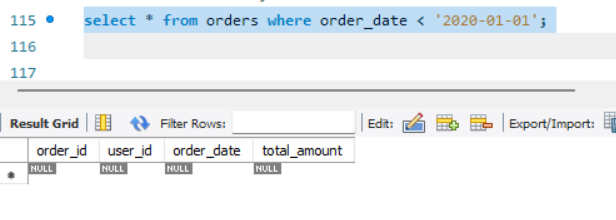 115 select * from orders where order_date < '2020-01-01';
116
117
Result Grid Filter Rows: Edit: Export/Import:
order_id user_id order_date total_amount
* NULL NULL NULL NULL